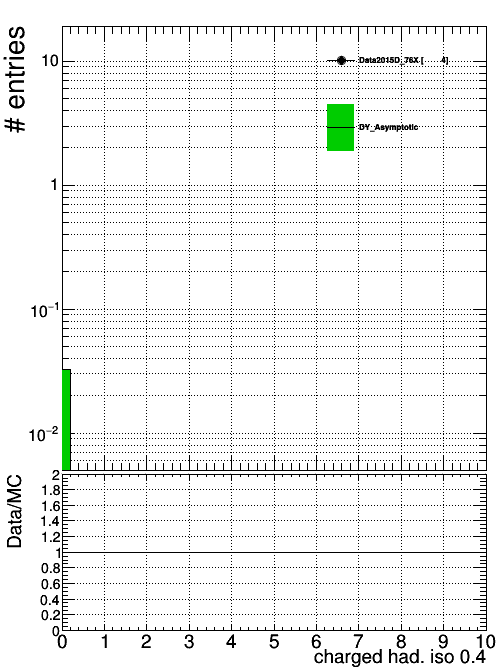 # entries
10
1
10⁻¹
10⁻²
Data2015D_76X [ 4]
DY_Asymptotic
Data/MC
2
1.8
1.6
1.4
1.2
1
0.8
0.6
0.4
0.2
0
0 1 2 3 4 5 6 7 8 9 10
charged had. iso 0.4